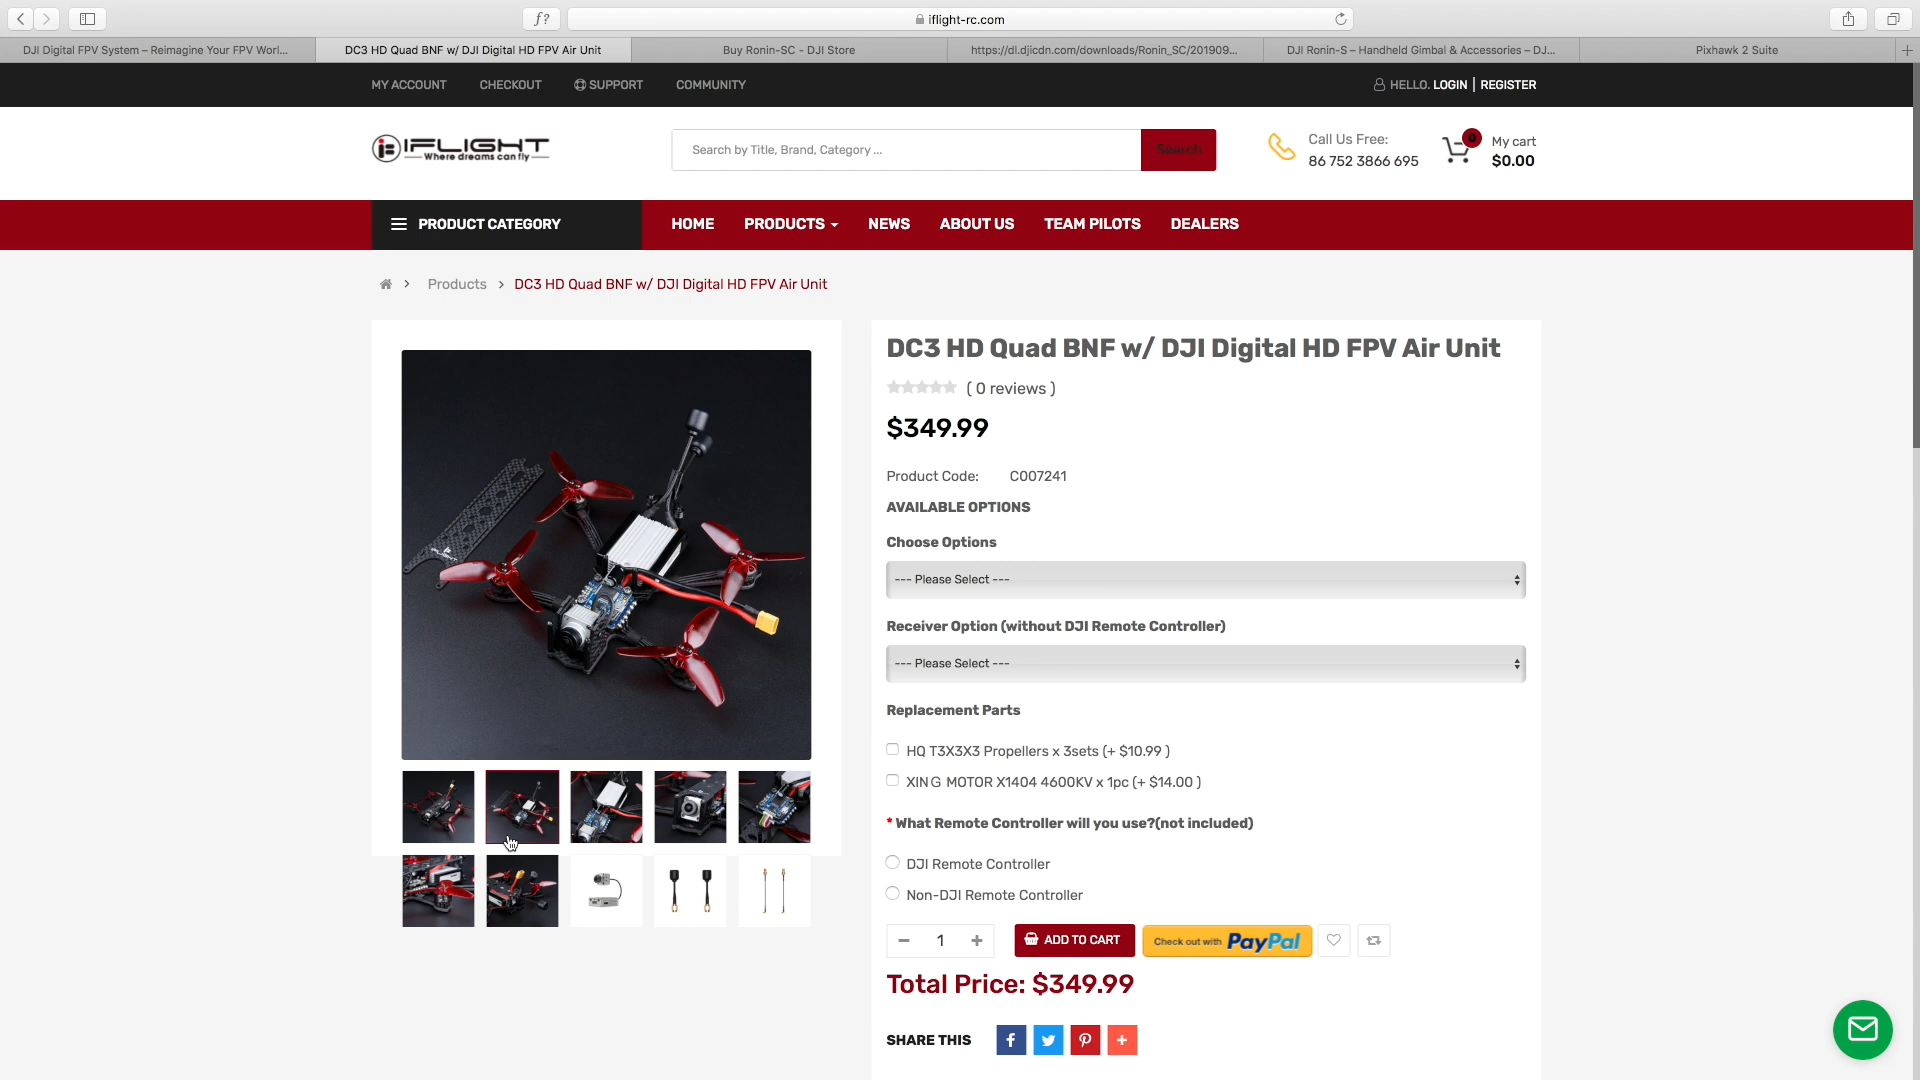 f?
iflight-rc.com
DJI Digital FPV System – Reimagine Your FPV Worl...
DC3 HD Quad BNF w/ DJI Digital HD FPV Air Unit
Buy Ronin-SC - DJI Store
https://dl.djicdn.com/downloads/Ronin_SC/201909...
DJI Ronin-S – Handheld Gimbal & Accessories – DJ...
Pixhawk 2 Suite
MY ACCOUNT
CHECKOUT
SUPPORT
COMMUNITY
HELLO. LOGIN | REGISTER
IFLIGHT
Where dreams can fly
Search by Title, Brand, Category ...
Search
Call Us Free:
86 752 3866 695
0
My cart
$0.00
PRODUCT CATEGORY
HOME
PRODUCTS
NEWS
ABOUT US
TEAM PILOTS
DEALERS
Products
DC3 HD Quad BNF w/ DJI Digital HD FPV Air Unit
DC3 HD Quad BNF w/ DJI Digital HD FPV Air Unit
( 0 reviews )
$349.99
Product Code: C007241
AVAILABLE OPTIONS
Choose Options
--- Please Select ---
Receiver Option (without DJI Remote Controller)
--- Please Select ---
Replacement Parts
HQ T3X3X3 Propellers x 3sets (+ $10.99 )
XING MOTOR X1404 4600KV x 1pc (+ $14.00 )
* What Remote Controller will you use?(not included)
DJI Remote Controller
Non-DJI Remote Controller
− 1 +
ADD TO CART
Check out with PayPal
Total Price: $349.99
SHARE THIS